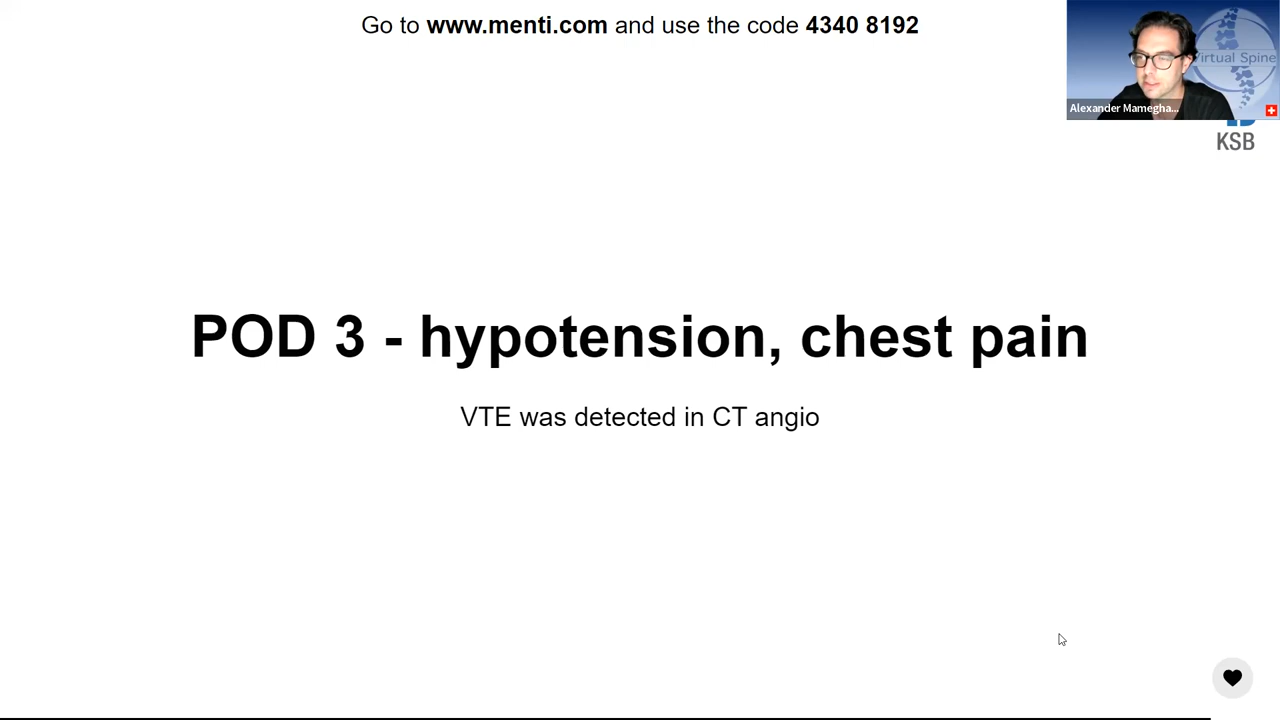 Go to www.menti.com and use the code 4340 8192
Virtual Spine
Alexander Mamegha...
KSB
POD 3 - hypotension, chest pain
VTE was detected in CT angio